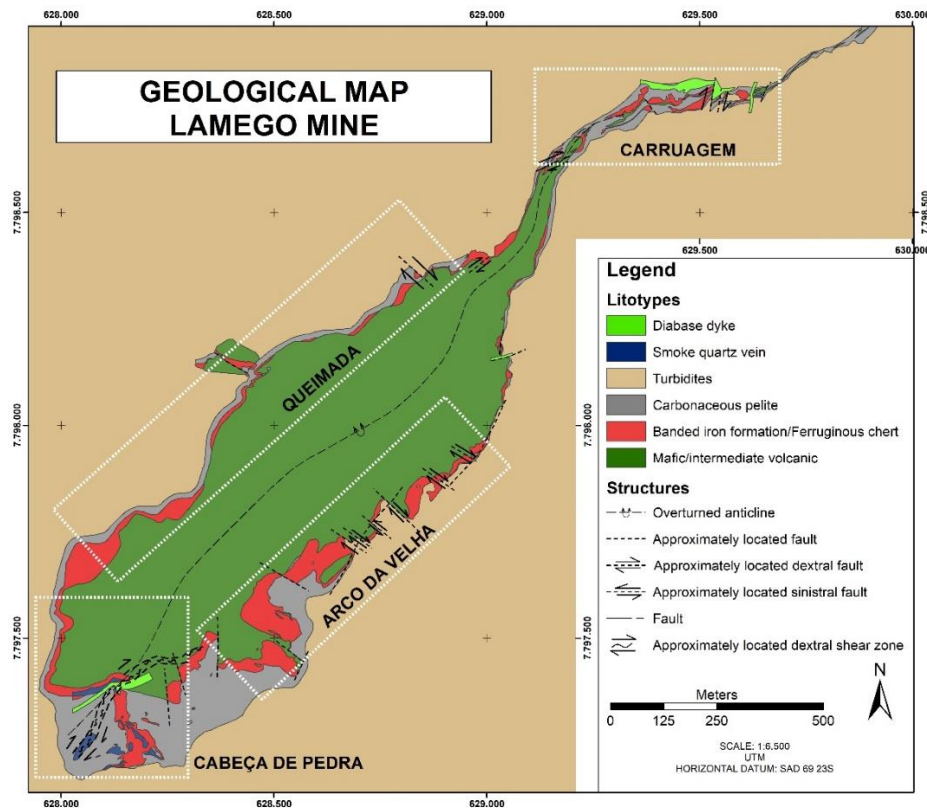 628.000 628.500 629.000 629.500 630.000
GEOLOGICAL MAP
LAMEGO MINE
CARRUAGEM
7.798.500
7.798.500
629.500 630.000
QUEIMADA
7.798.000
7.798.000
ARCO DA VELHA
7.797.500
7.797.500
CABEÇA DE PEDRA
Legend
Litotypes
Diabase dyke
Smoke quartz vein
Turbidites
Carbonaceous pelite
Banded iron formation/Ferruginous chert
Mafic/intermediate volcanic
Structures
Overturned anticline
Approximately located fault
Approximately located dextral fault
Approximately located sinistral fault
Fault
Approximately located dextral shear zone
N
Meters
0 125 250 500
SCALE: 1:6.500
UTM
HORIZONTAL DATUM: SAD 69 23S
628.000 628.500 629.000